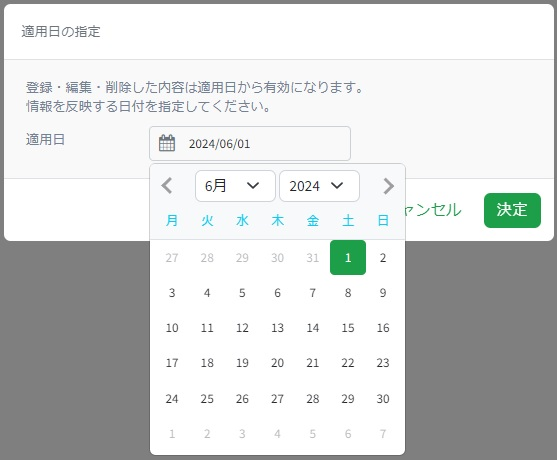 適用日の指定
登録・編集・削除した内容は適用日から有効になります。
情報を反映する日付を指定してください。
適用日 2024/06/01
6月 2024
月 火 水 木 金 土 日
27 28 29 30 31 1 2
3 4 5 6 7 8 9
10 11 12 13 14 15 16
17 18 19 20 21 22 23
24 25 26 27 28 29 30
1 2 3 4 5 6 7
ャンセル 決定